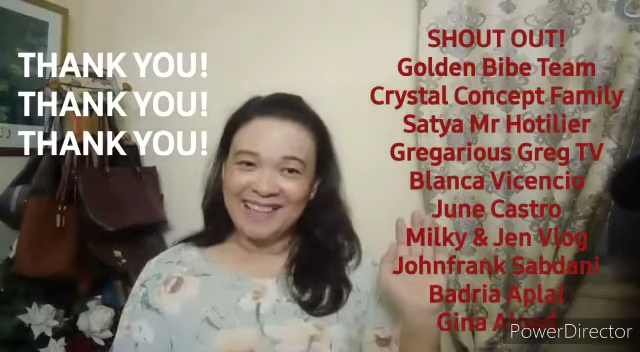 THANK YOU!
THANK YOU!
THANK YOU!
SHOUT OUT!
Golden Bibe Team
Crystal Concept Family
Satya Mr Hotilier
Gregarious Greg TV
Blanca Vicencio
June Castro
Milky & Jen Vlog
Johnfrank Sabdani
Badria Aplal
Gina
PowerDirector